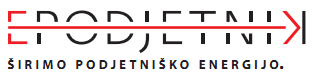 EPODJETNIK
ŠIRIMO PODJETNIŠKO ENERGIJO.